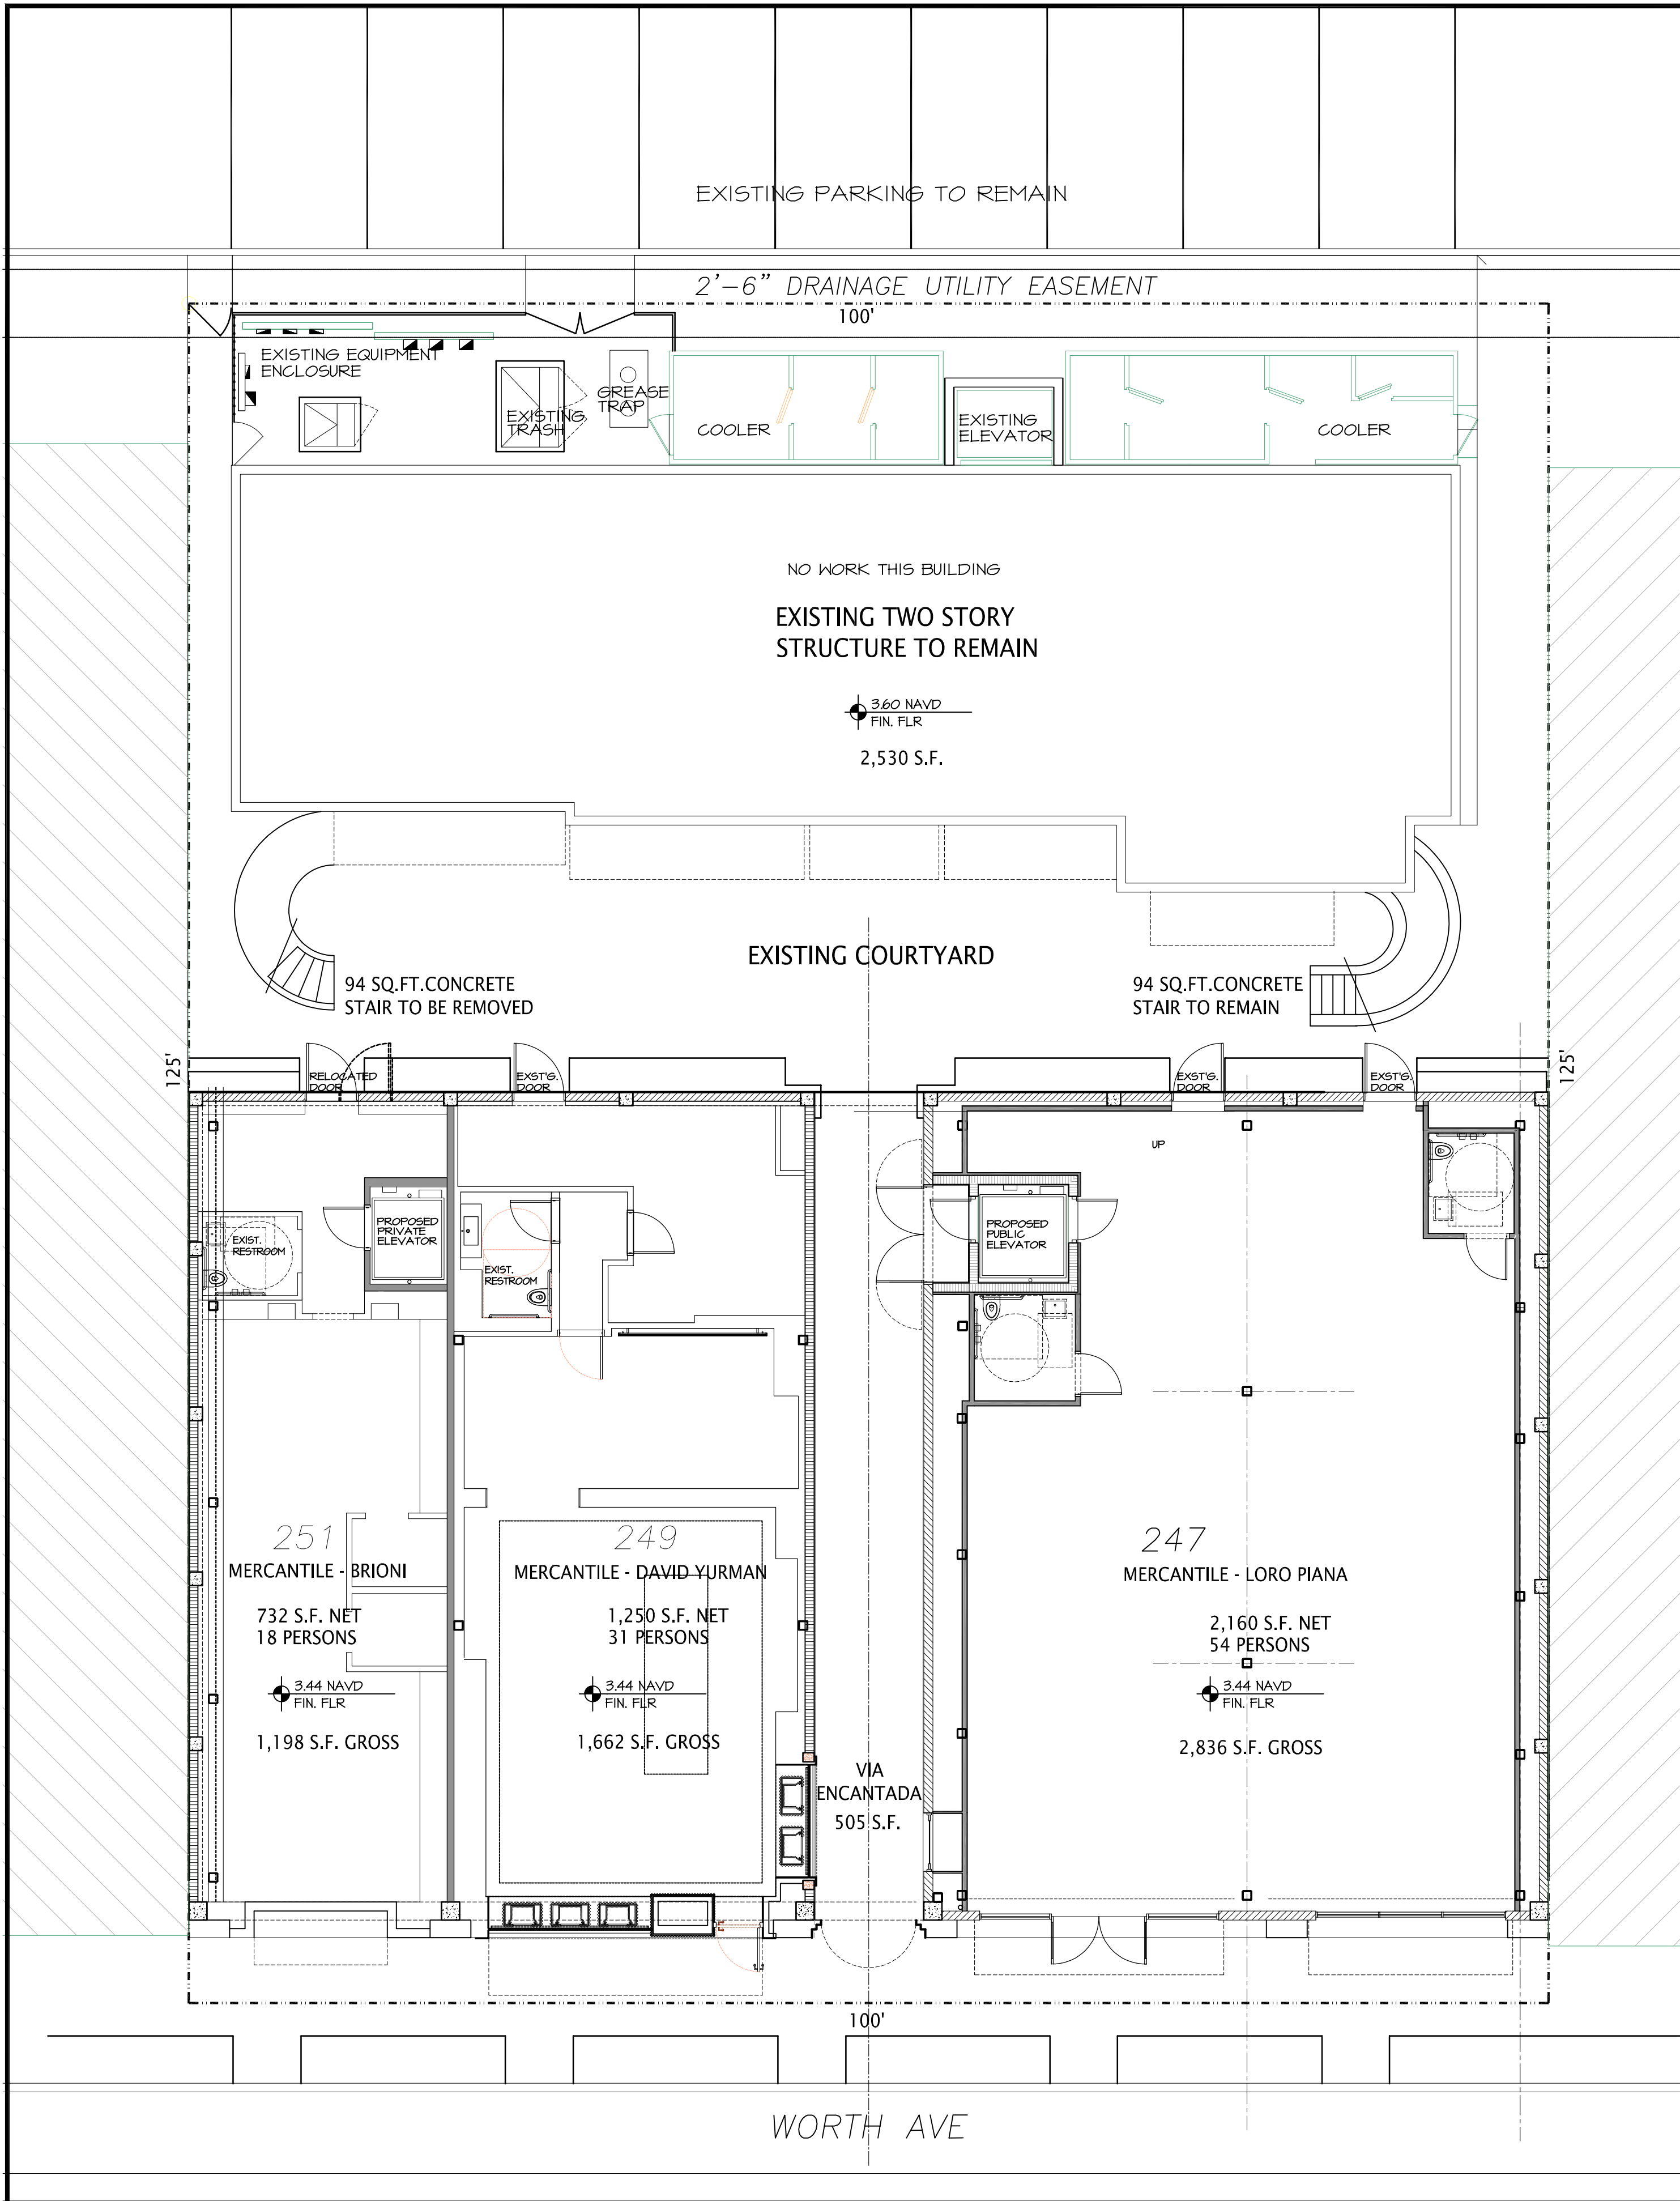 EXISTING PARKING TO REMAIN
2'-6" DRAINAGE UTILITY EASEMENT
100'
EXISTING EQUIPMENT
ENCLOSURE
EXISTING
TRASH
GREASE
TRAP
COOLER
EXISTING
ELEVATOR
COOLER
NO WORK THIS BUILDING
EXISTING TWO STORY
STRUCTURE TO REMAIN
3.60 NAVD
FIN. FLR
2,530 S.F.
EXISTING COURTYARD
94 SQ.FT.CONCRETE
STAIR TO BE REMOVED
94 SQ.FT.CONCRETE
STAIR TO REMAIN
125'
125'
RELOCATED
DOOR
EXST'G.
DOOR
EXST'G.
DOOR
EXST'G.
DOOR
UP
PROPOSED
PRIVATE
ELEVATOR
EXIST.
RESTROOM
EXIST.
RESTROOM
PROPOSED
PUBLIC
ELEVATOR
251
MERCANTILE - BRIONI
732 S.F. NET
18 PERSONS
3.44 NAVD
FIN. FLR
1,198 S.F. GROSS
249
MERCANTILE - DAVID YURMAN
1,250 S.F. NET
31 PERSONS
3.44 NAVD
FIN. FLR
1,662 S.F. GROSS
VIA
ENCANTADA
505 S.F.
247
MERCANTILE - LORO PIANA
2,160 S.F. NET
54 PERSONS
3.44 NAVD
FIN. FLR
2,836 S.F. GROSS
100'
WORTH AVE